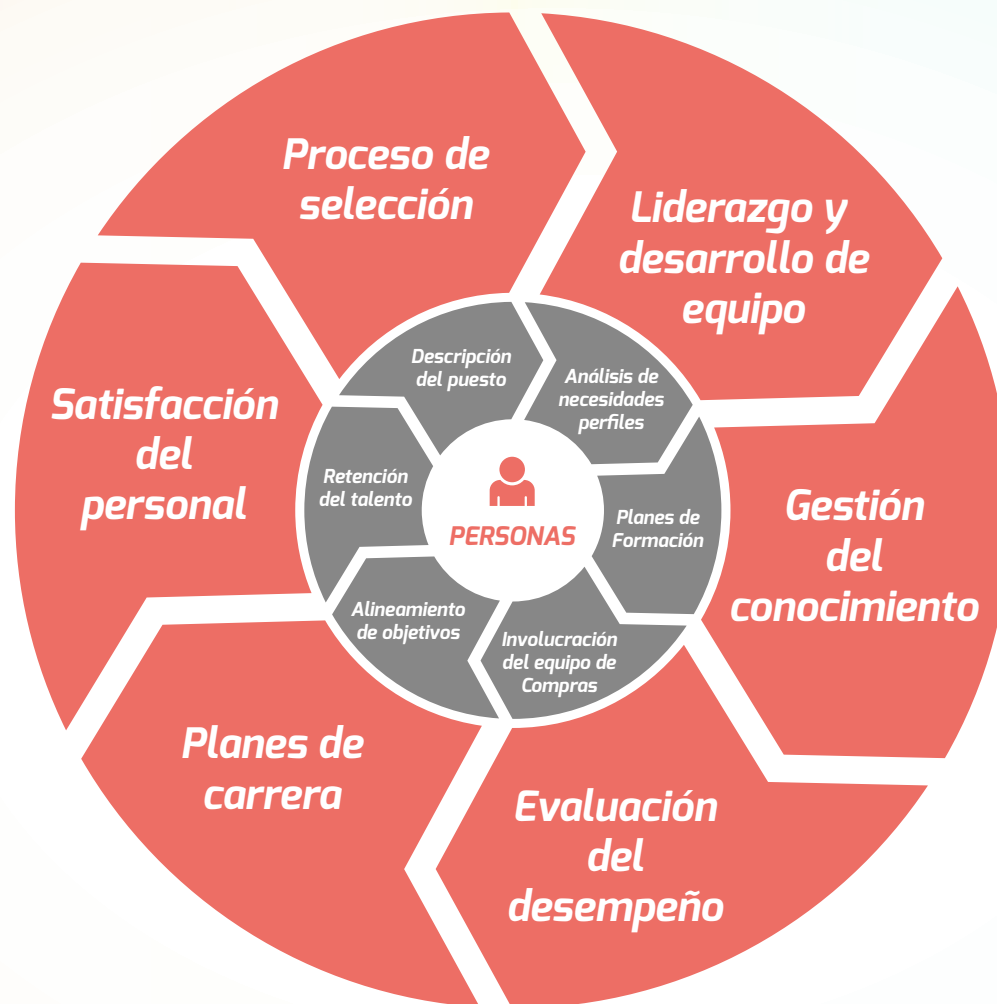 Proceso de
selección
Liderazgo y
desarrollo de
equipo
Gestión
del
conocimiento
Evaluación
del
desempeño
Planes de
carrera
Satisfacción
del
personal
Descripción
del puesto
Análisis de
necesidades
perfiles
Planes de
Formación
Involucración
del equipo de
Compras
Alineamiento
de objetivos
Retención
del talento
PERSONAS